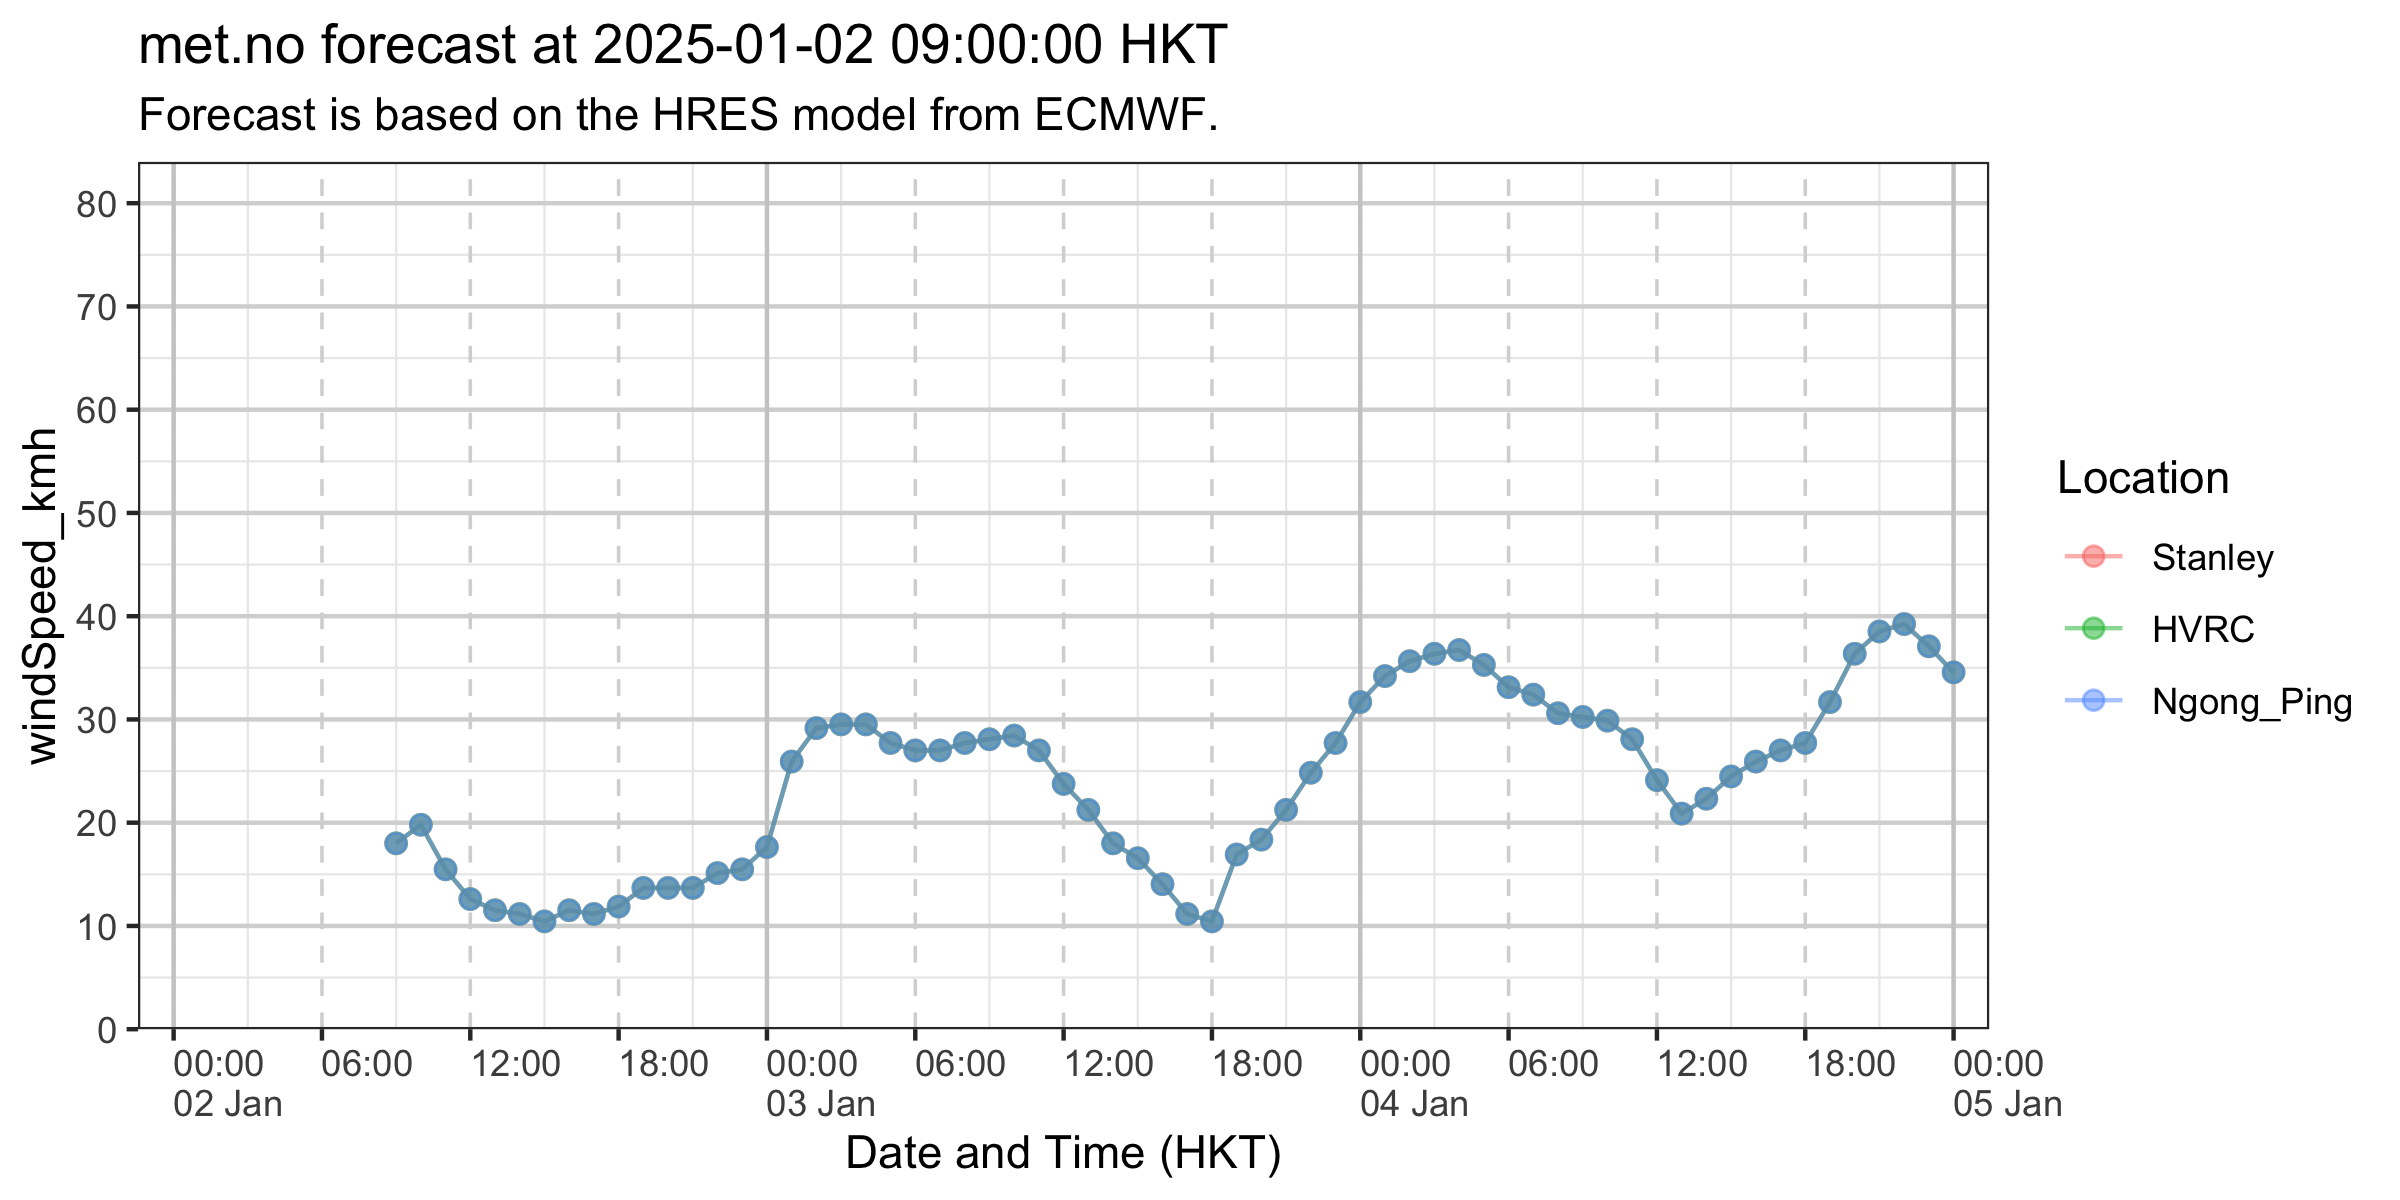 met.no forecast at 2025-01-02 09:00:00 HKT
Forecast is based on the HRES model from ECMWF.
windSpeed_kmh
80
70
60
50
40
30
20
10
0
00:00 06:00 12:00 18:00 00:00 06:00 12:00 18:00 00:00 06:00 12:00 18:00 00:00
02 Jan 03 Jan 04 Jan 05 Jan
Date and Time (HKT)
Location
Stanley
HVRC
Ngong_Ping